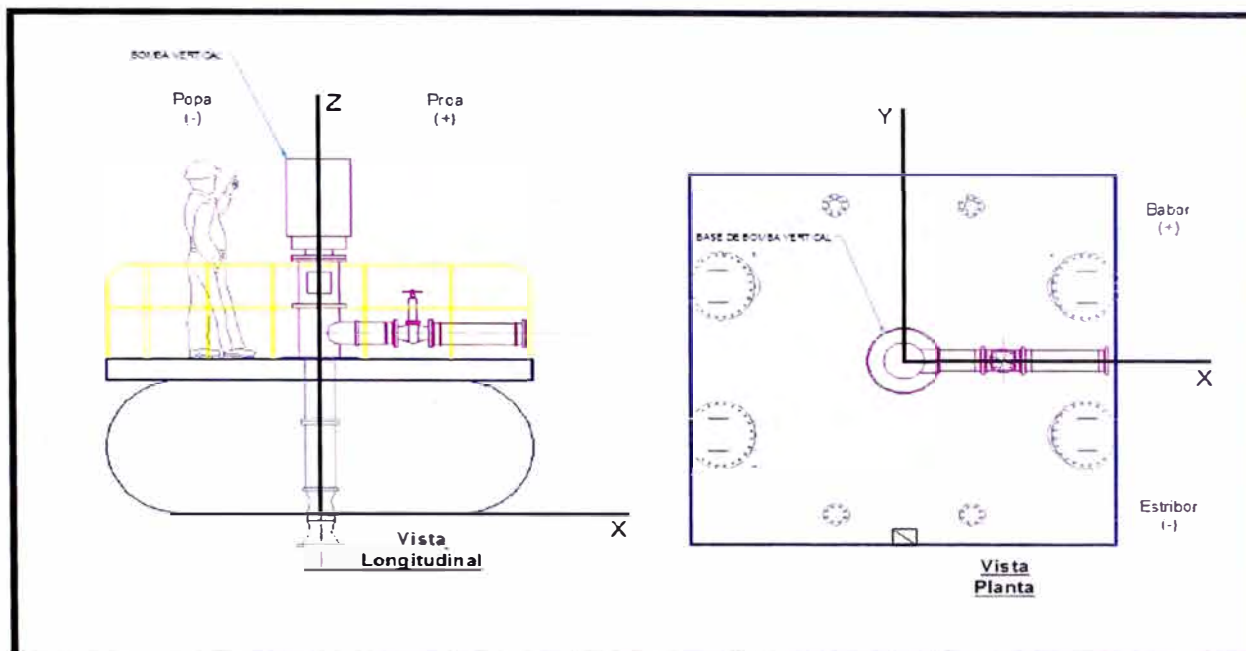 BOMBA VERTICAL
Popa
(-)
Z
Proa
(+)
X
Vista
Longitudinal
Y
Babor
(+)
BASE DE BOMBA VERTICAL
X
Estribor
(-)
Vista
Planta